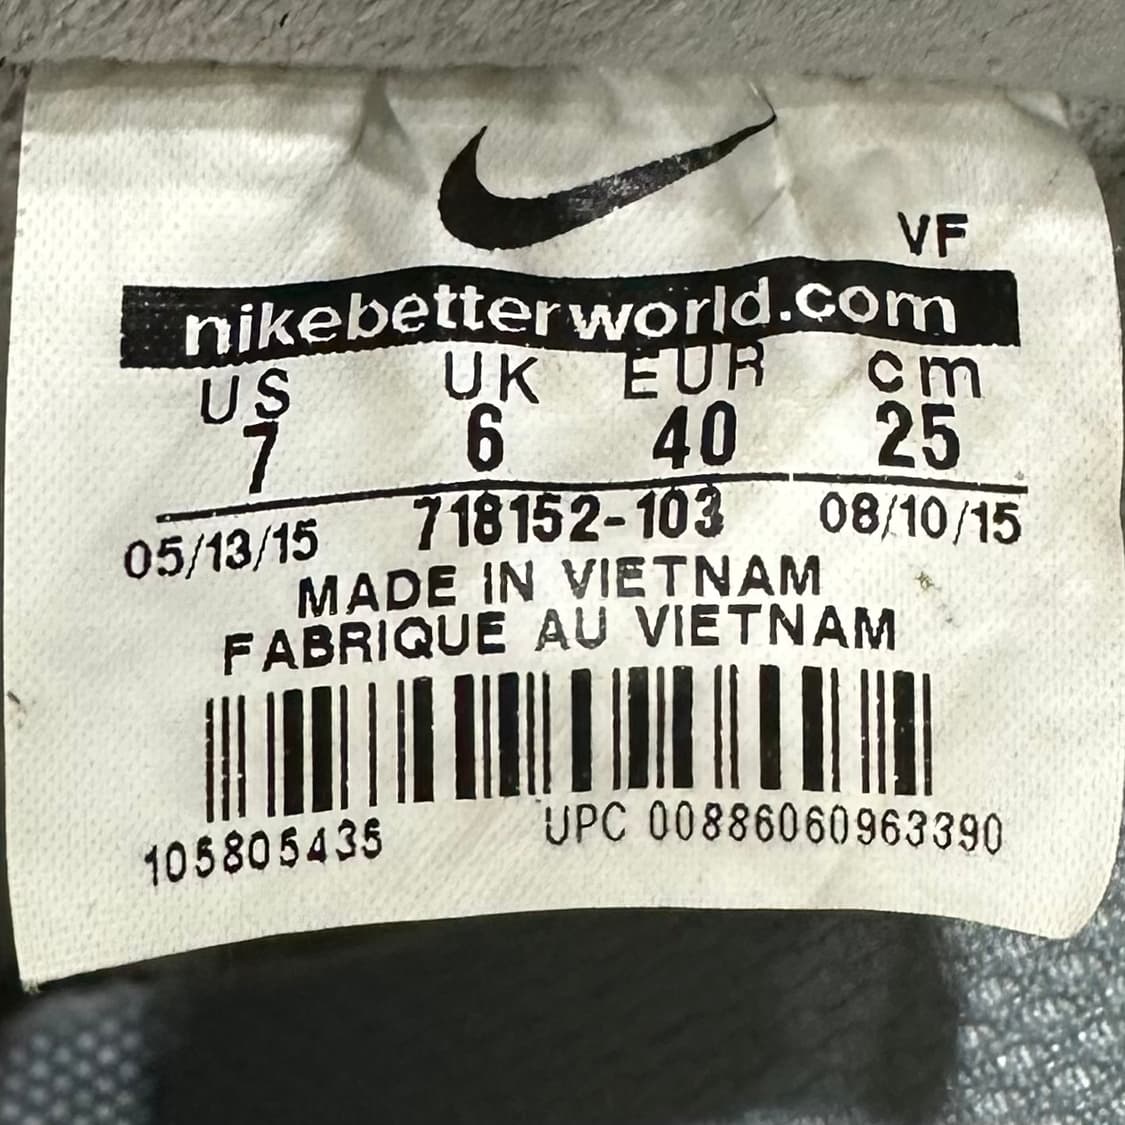 VF
nikebetterworld.com
US UK EUR cm
7 6 40 25
05/13/15 718152-103 08/10/15
MADE IN VIETNAM
FABRIQUE AU VIETNAM
105805435 UPC 00886060963390